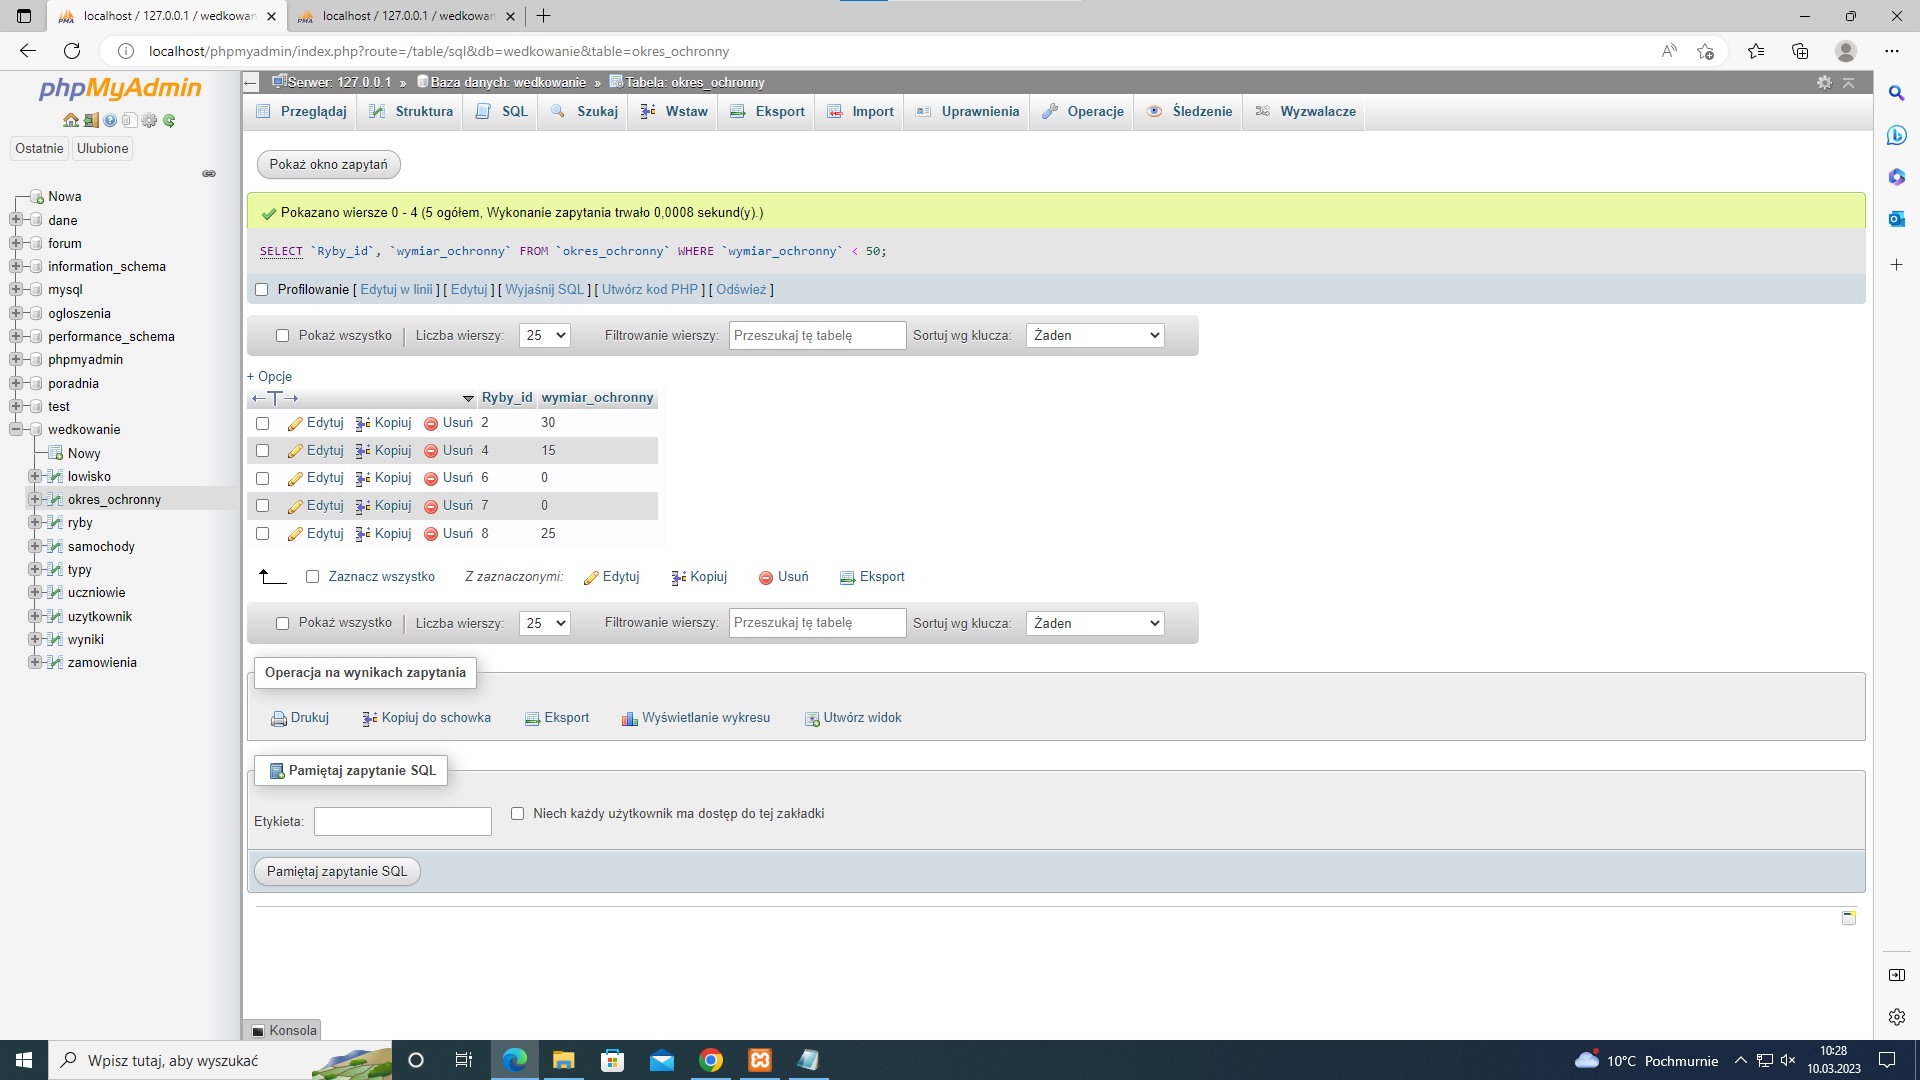 localhost / 127.0.0.1 / wedkowan
localhost / 127.0.0.1 / wedkowan
localhost/phpmyadmin/index.php?route=/table/sql&db=wedkowanie&table=okres_ochronny
phpMyAdmin
Ostatnie
Ulubione
Nowa
dane
forum
information_schema
mysql
ogloszenia
performance_schema
phpmyadmin
poradnia
test
wedkowanie
Nowy
lowisko
okres_ochronny
ryby
samochody
typy
uczniowie
uzytkownik
wyniki
zamowienia
Serwer: 127.0.0.1 » Baza danych: wedkowanie » Tabela: okres_ochronny
Przeglądaj Struktura SQL Szukaj Wstaw Eksport Import Uprawnienia Operacje Śledzenie Wyzwalacze
Pokaż okno zapytań
Pokazano wiersze 0 - 4 (5 ogółem, Wykonanie zapytania trwało 0,0008 sekund(y).)
SELECT `Ryby_id`, `wymiar_ochronny` FROM `okres_ochronny` WHERE `wymiar_ochronny` < 50;
Profilowanie [ Edytuj w linii ] [ Edytuj ] [ Wyjaśnij SQL ] [ Utwórz kod PHP ] [ Odśwież ]
Pokaż wszystko Liczba wierszy: 25 Filtrowanie wierszy: Przeszukaj tę tabelę Sortuj wg klucza: Żaden
+ Opcje
←T→ Ryby_id wymiar_ochronny
Edytuj Kopiuj Usuń 2 30
Edytuj Kopiuj Usuń 4 15
Edytuj Kopiuj Usuń 6 0
Edytuj Kopiuj Usuń 7 0
Edytuj Kopiuj Usuń 8 25
Zaznacz wszystko Z zaznaczonymi: Edytuj Kopiuj Usuń Eksport
Pokaż wszystko Liczba wierszy: 25 Filtrowanie wierszy: Przeszukaj tę tabelę Sortuj wg klucza: Żaden
Operacja na wynikach zapytania
Drukuj Kopiuj do schowka Eksport Wyświetlanie wykresu Utwórz widok
Pamiętaj zapytanie SQL
Etykieta: Niech każdy użytkownik ma dostęp do tej zakładki
Pamiętaj zapytanie SQL
Konsola
Wpisz tutaj, aby wyszukać
10°C Pochmurnie
10:28
10.03.2023